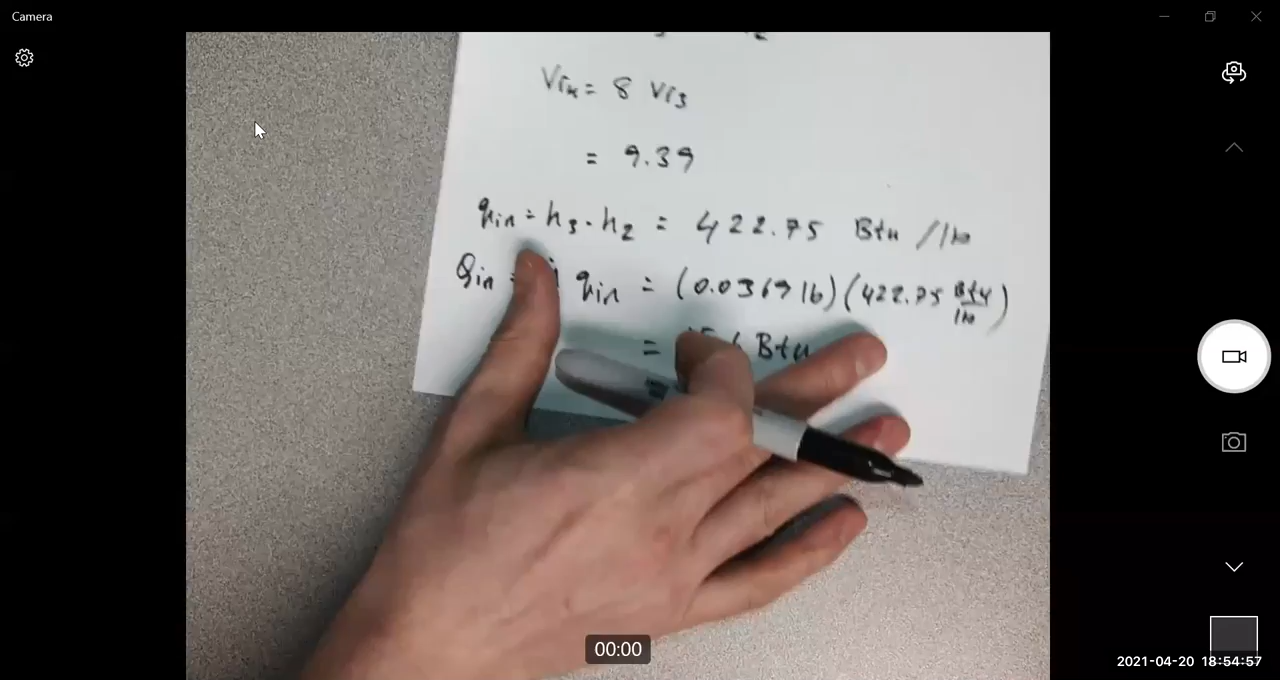 Camera
Vr4 = 8 Vr3
= 9.39
qin = h3 - h2 = 422.75 Btu / lb
Qin = qin = (0.0369 lb) (422.75 Btu/lb)
= Btu
00:00
2021-04-20 18:54:57